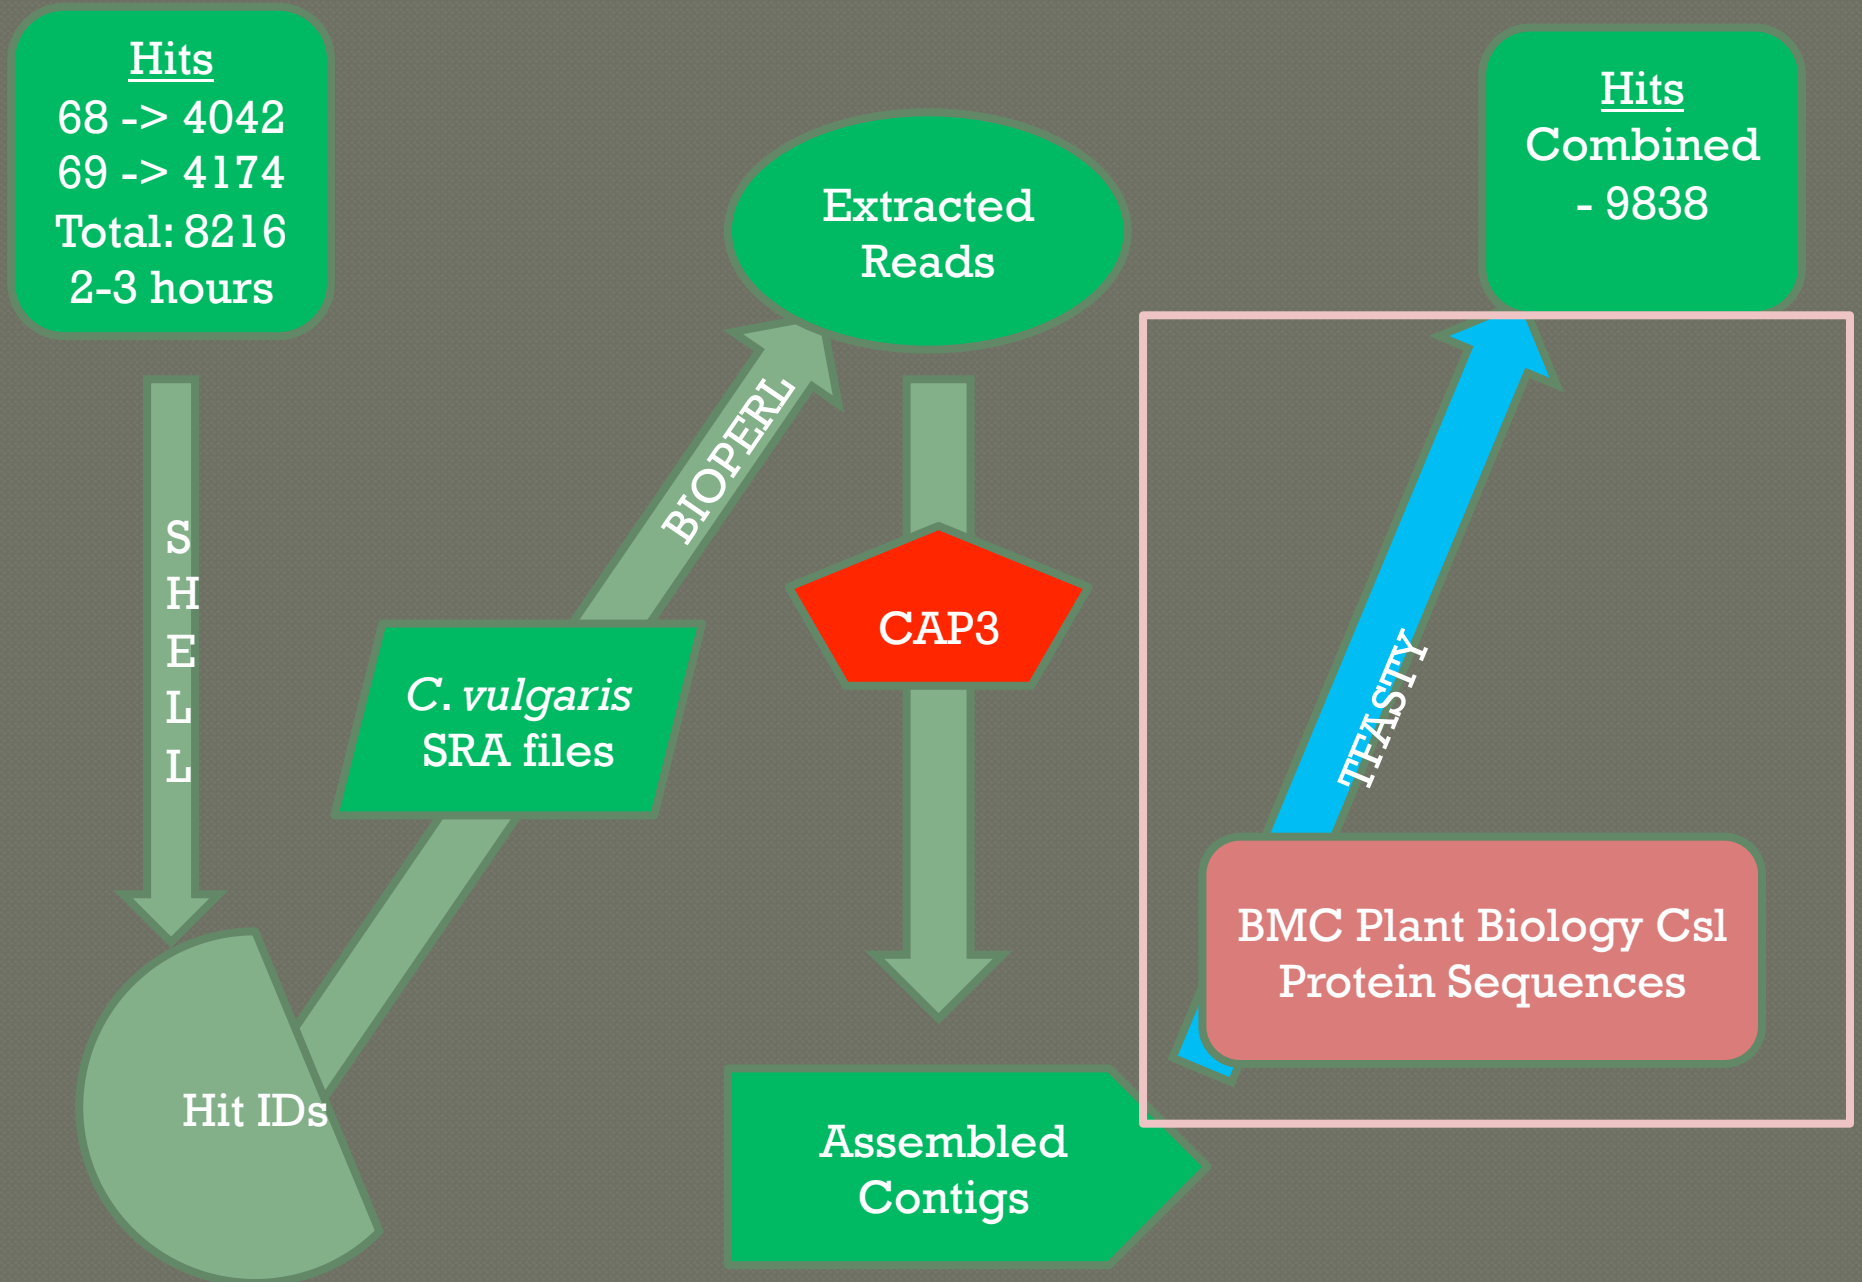 Hits
68 -> 4042
69 -> 4174
Total: 8216
2-3 hours
SHELL
Hit IDs
C. vulgaris
SRA files
BIOPERL
Extracted
Reads
CAP3
Assembled
Contigs
BMC Plant Biology Csl
Protein Sequences
TFASTY
Hits
Combined
- 9838